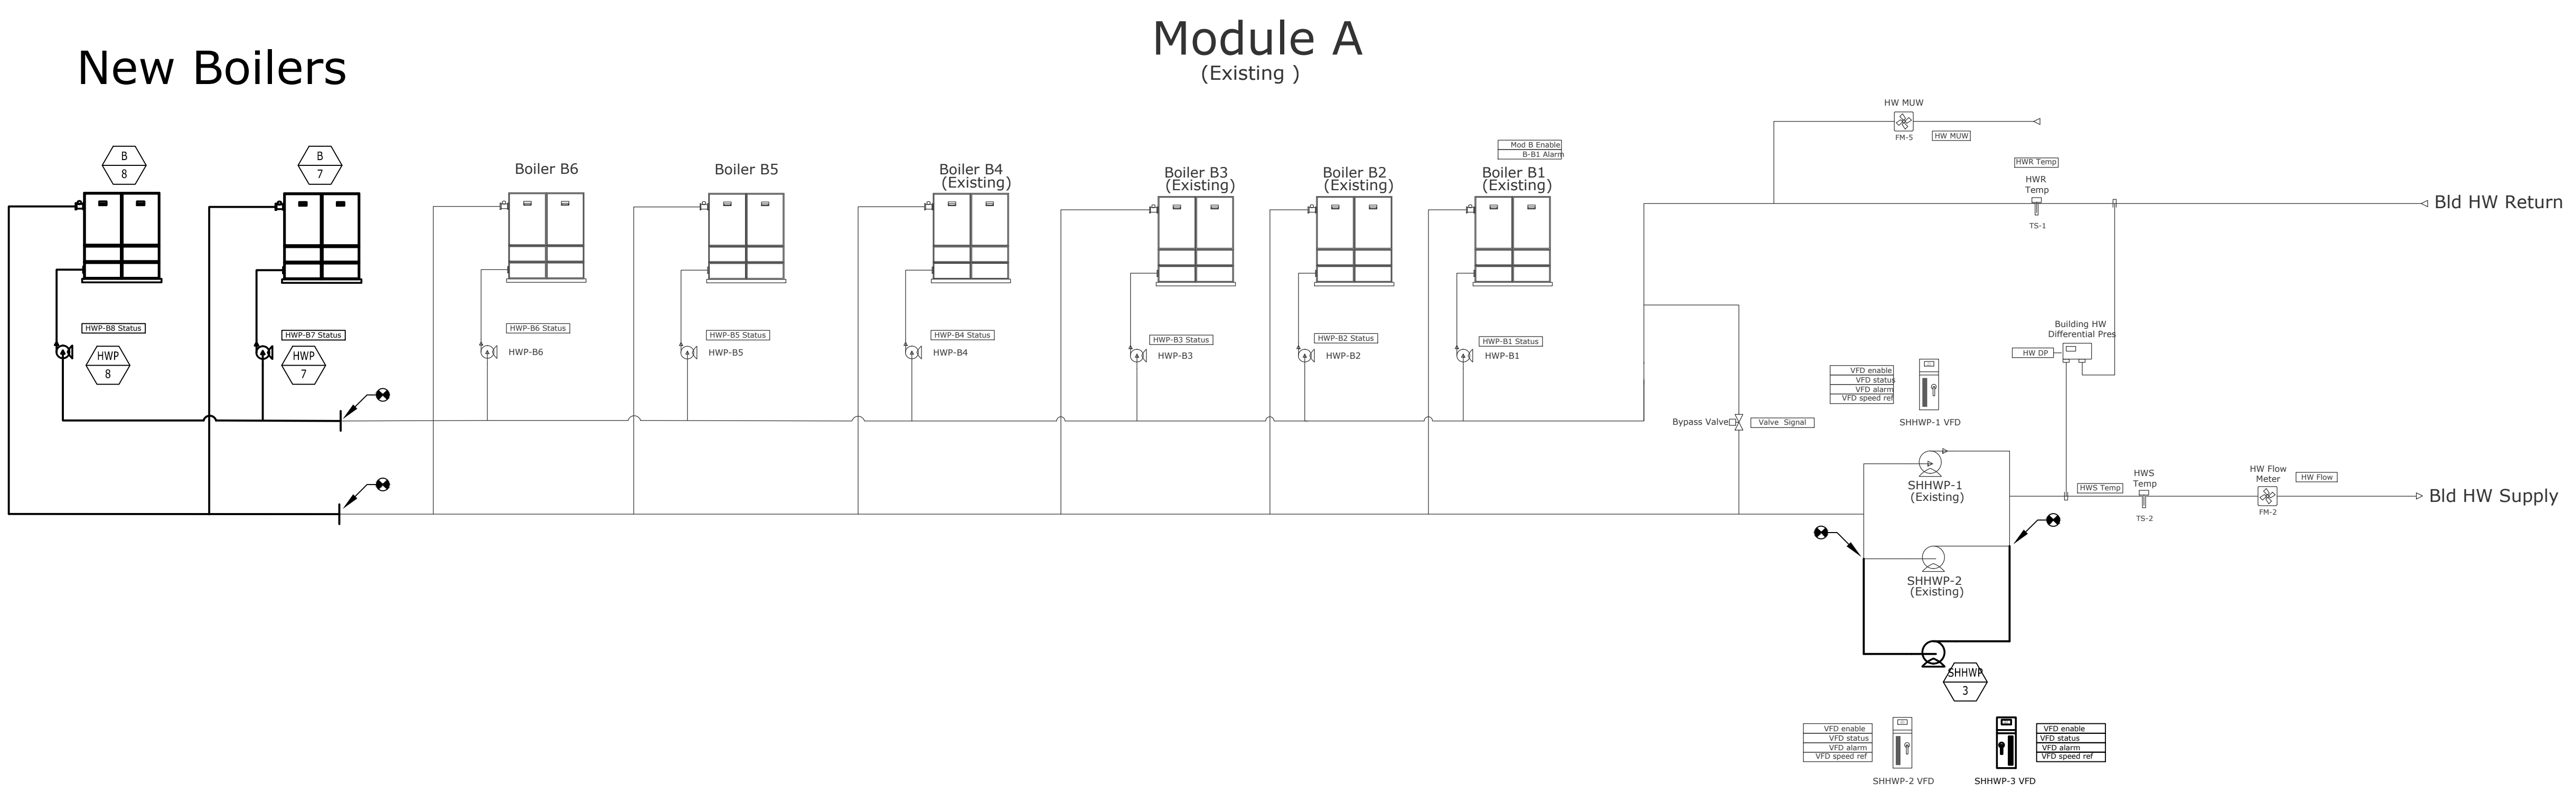 Module A
(Existing )
New Boilers
HW MUW
FM-5
HW MUW
Mod B Enable
B-B1 Alarm
B
8
B
7
Boiler B6
Boiler B5
Boiler B4
(Existing)
Boiler B3
(Existing)
Boiler B2
(Existing)
Boiler B1
(Existing)
HWR Temp
HWR
Temp
TS-1
Bld HW Return
HWP-B8 Status
HWP
8
HWP-B7 Status
HWP
7
HWP-B6 Status
HWP-B6
HWP-B5 Status
HWP-B5
HWP-B4 Status
HWP-B4
HWP-B3 Status
HWP-B3
HWP-B2 Status
HWP-B2
HWP-B1 Status
HWP-B1
Building HW
Differential Pres
HW DP
VFD enable
VFD status
VFD alarm
VFD speed ref
SHHWP-1 VFD
Bypass Valve
Valve Signal
SHHWP-1
(Existing)
HWS Temp
HWS
Temp
TS-2
HW Flow
Meter
FM-2
HW Flow
Bld HW Supply
SHHWP-2
(Existing)
SHHWP
3
VFD enable
VFD status
VFD alarm
VFD speed ref
SHHWP-2 VFD
VFD enable
VFD status
VFD alarm
VFD speed ref
SHHWP-3 VFD